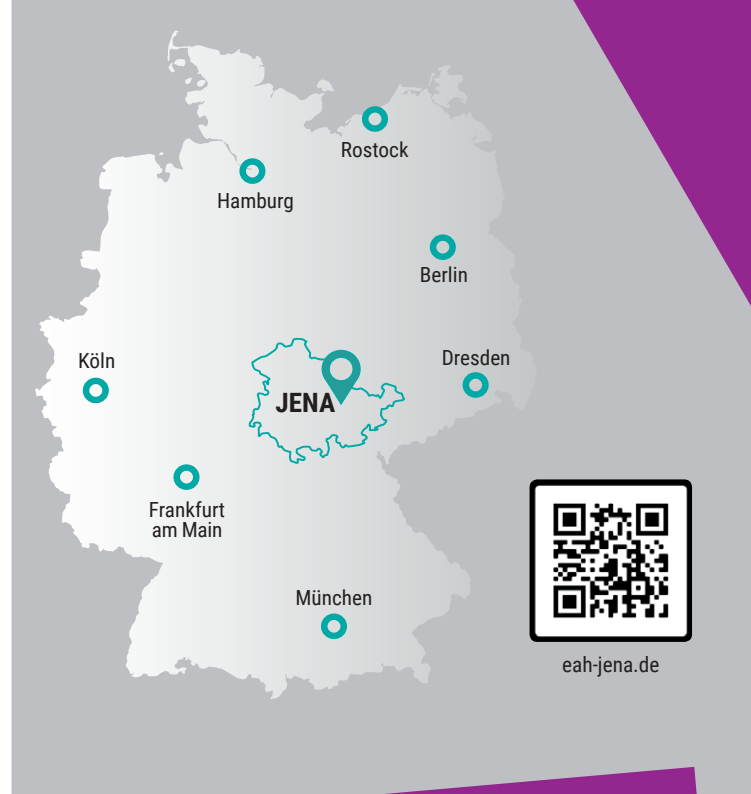 Rostock
Hamburg
Berlin
Köln
Dresden
JENA
Frankfurt
am Main
München
eah-jena.de